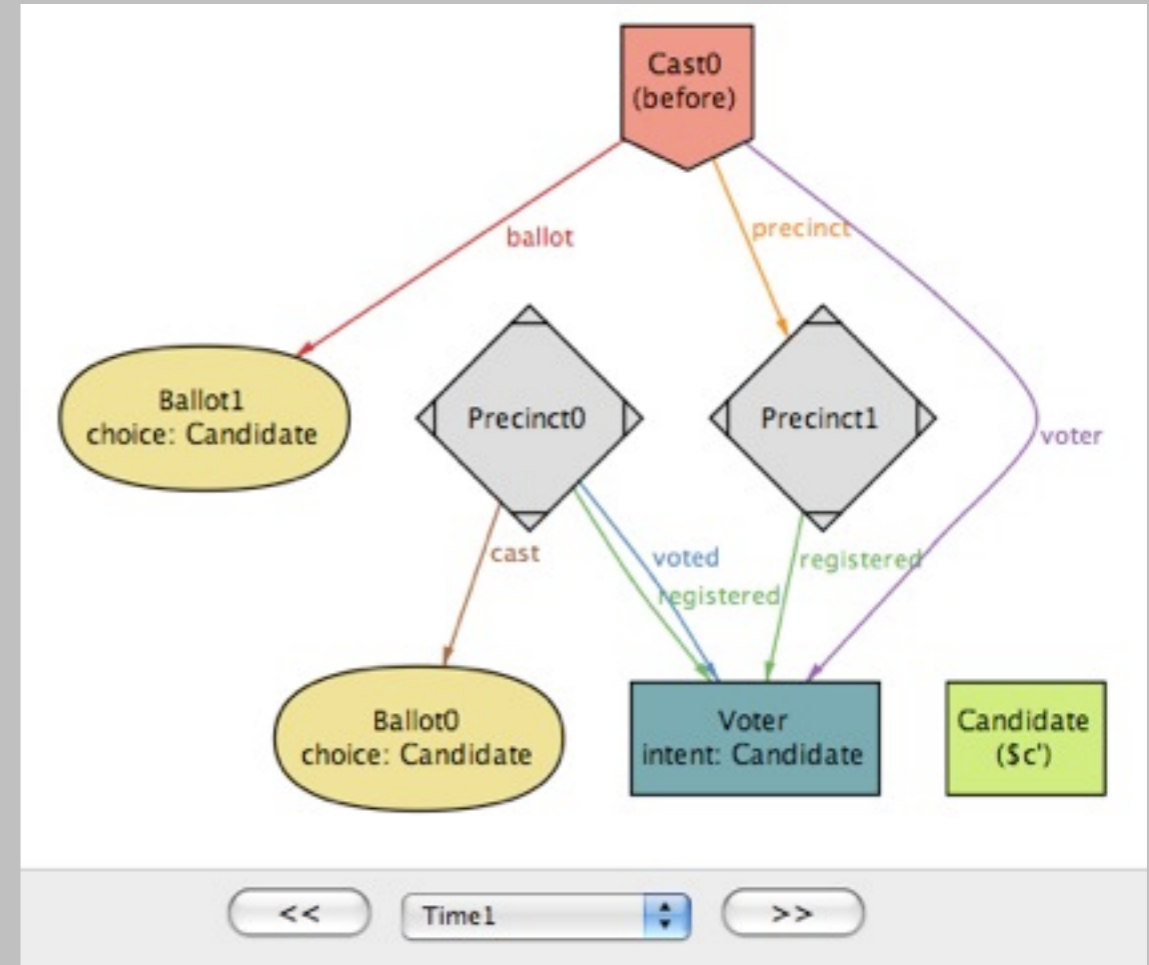 Cast0
(before)
ballot
precinct
Ballot1
choice: Candidate
Precinct0
Precinct1
voter
cast
voted
registered
registered
Ballot0
choice: Candidate
Voter
intent: Candidate
Candidate
($c')
<<
Time1
>>